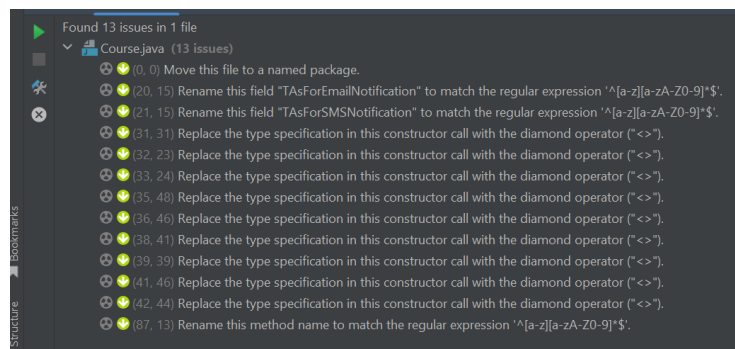 Found 13 issues in 1 file
Course.java (13 issues)
(0, 0) Move this file to a named package.
(20, 15) Rename this field "TAsForEmailNotification" to match the regular expression '^[a-z][a-zA-Z0-9]*$'.
(21, 15) Rename this field "TAsForSMSNotification" to match the regular expression '^[a-z][a-zA-Z0-9]*$'.
(31, 31) Replace the type specification in this constructor call with the diamond operator ("<>").
(32, 23) Replace the type specification in this constructor call with the diamond operator ("<>").
(33, 24) Replace the type specification in this constructor call with the diamond operator ("<>").
(35, 48) Replace the type specification in this constructor call with the diamond operator ("<>").
(36, 46) Replace the type specification in this constructor call with the diamond operator ("<>").
(38, 41) Replace the type specification in this constructor call with the diamond operator ("<>").
(39, 39) Replace the type specification in this constructor call with the diamond operator ("<>").
(41, 46) Replace the type specification in this constructor call with the diamond operator ("<>").
(42, 44) Replace the type specification in this constructor call with the diamond operator ("<>").
(87, 13) Rename this method name to match the regular expression '^[a-z][a-zA-Z0-9]*$'.
Bookmarks
Structure